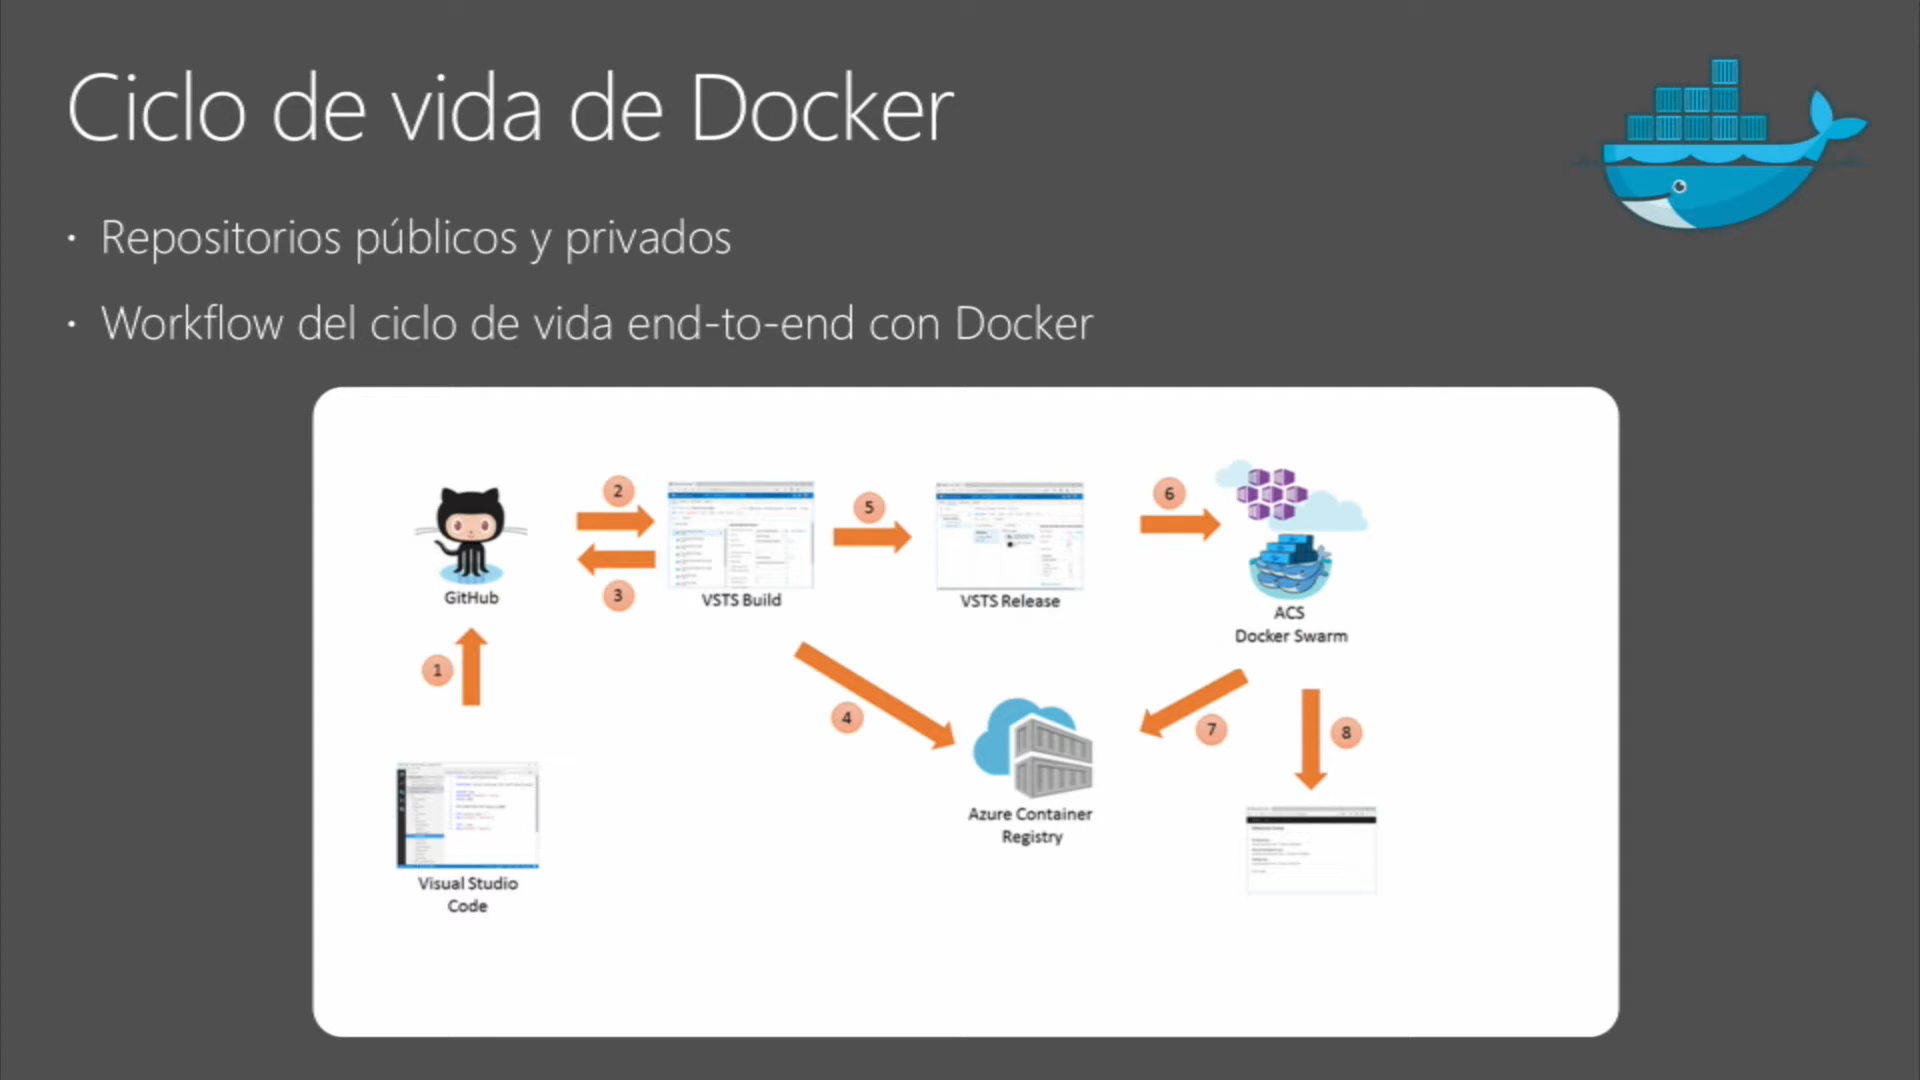 Ciclo de vida de Docker
· Repositorios públicos y privados
· Workflow del ciclo de vida end-to-end con Docker
2
5
6
GitHub
3
VSTS Build
VSTS Release
ACS
Docker Swarm
1
4
7
8
Azure Container
Registry
Visual Studio
Code